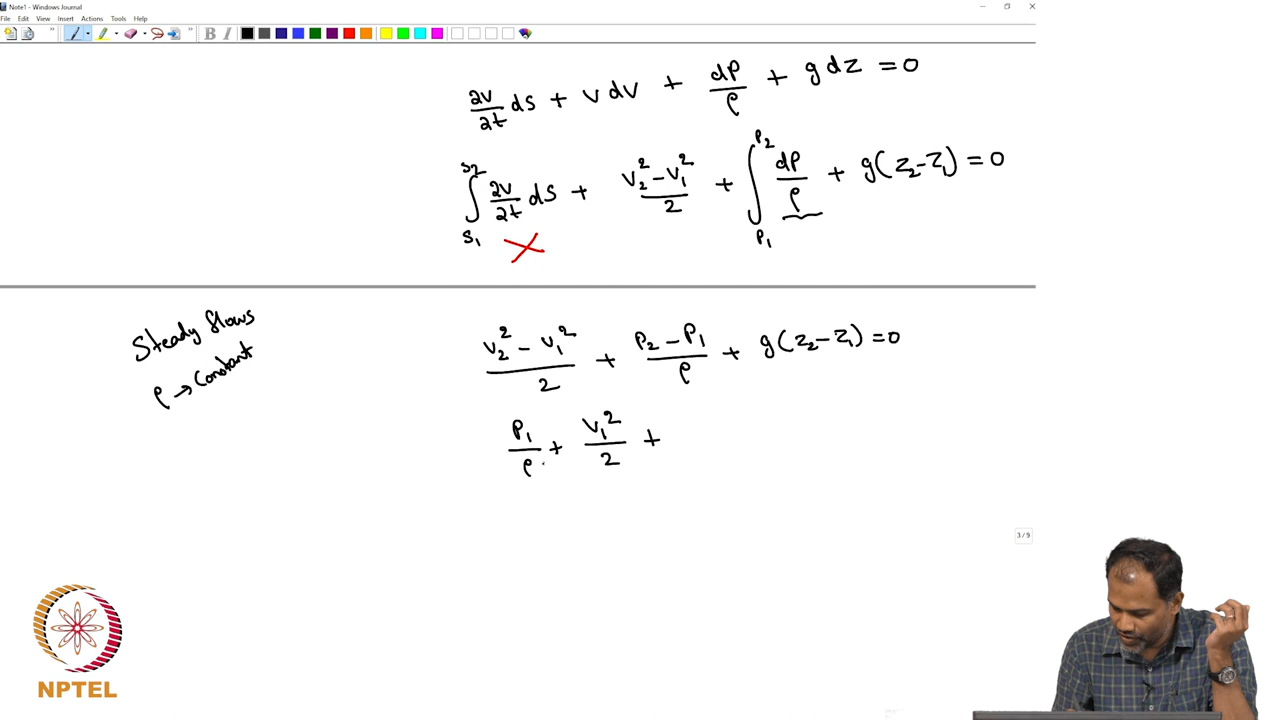 Note1 - Windows Journal
File Edit View Insert Actions Tools Help
B I
∂v/∂t ds + v dv + dp/ρ + g dz = 0
∫_{s₁}^{s₂} ∂v/∂t ds + (v₂² - v₁²)/2 + ∫_{p₁}^{p₂} dp/ρ + g(z₂ - z₁) = 0
Steady flows
ρ → Constant
(v₂² - v₁²)/2 + (p₂ - p₁)/ρ + g(z₂ - z₁) = 0
p₁/ρ + v₁²/2 +
3 / 9
NPTEL